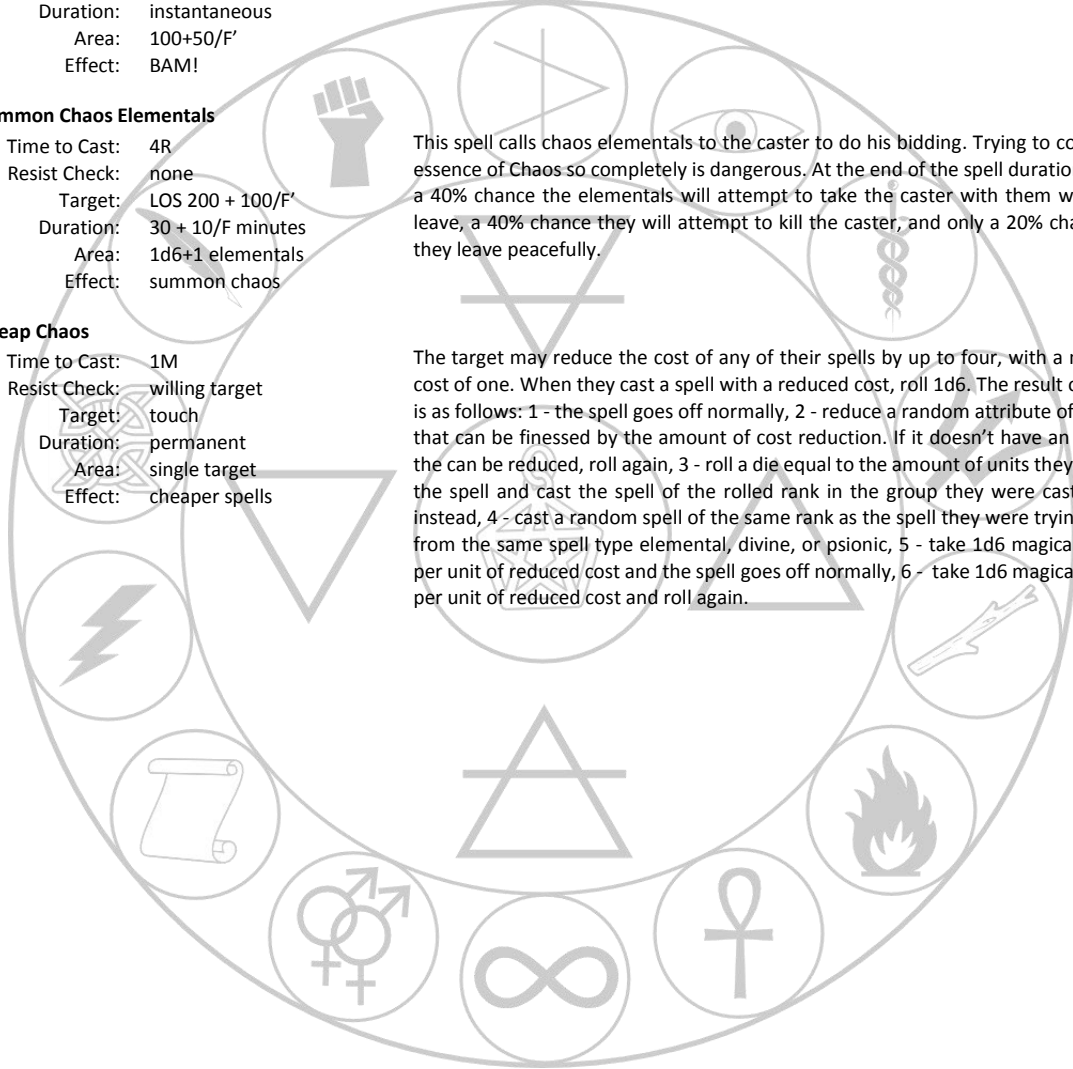 Duration: instantaneous
Area: 100+50/F’
Effect: BAM!
mmon Chaos Elementals
Time to Cast: 4R
Resist Check: none
Target: LOS 200 + 100/F’
Duration: 30 + 10/F minutes
Area: 1d6+1 elementals
Effect: summon chaos
This spell calls chaos elementals to the caster to do his bidding. Trying to co
essence of Chaos so completely is dangerous. At the end of the spell duratio
a 40% chance the elementals will attempt to take the caster with them w
leave, a 40% chance they will attempt to kill the caster, and only a 20% cha
they leave peacefully.
eap Chaos
Time to Cast: 1M
Resist Check: willing target
Target: touch
Duration: permanent
Area: single target
Effect: cheaper spells
The target may reduce the cost of any of their spells by up to four, with a
cost of one. When they cast a spell with a reduced cost, roll 1d6. The result
is as follows: 1 - the spell goes off normally, 2 - reduce a random attribute of
that can be finessed by the amount of cost reduction. If it doesn’t have an
the can be reduced, roll again, 3 - roll a die equal to the amount of units they
the spell and cast the spell of the rolled rank in the group they were cast
instead, 4 - cast a random spell of the same rank as the spell they were tryin
from the same spell type elemental, divine, or psionic, 5 - take 1d6 magica
per unit of reduced cost and the spell goes off normally, 6 - take 1d6 magica
per unit of reduced cost and roll again.